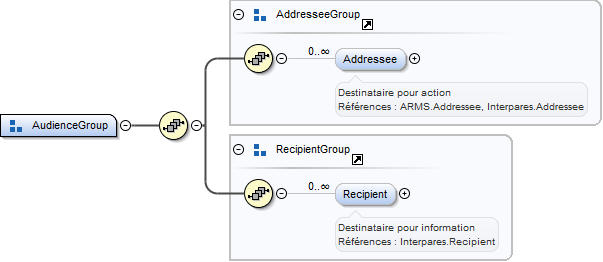 AddresseeGroup
0..∞
Addressee
Destinataire pour action
Références : ARMS.Addressee, Interpares.Addressee
AudienceGroup
RecipientGroup
0..∞
Recipient
Destinataire pour information
Références : Interpares.Recipient